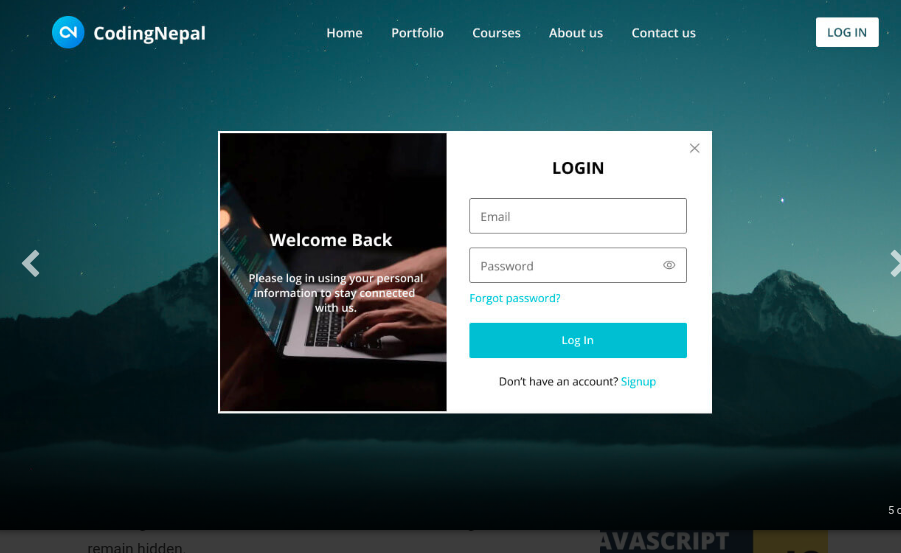 CodingNepal
Home Portfolio Courses About us Contact us
LOG IN
Welcome Back
Please log in using your personal
information to stay connected
with us.
LOGIN
Email
Password
Forgot password?
Log In
Don't have an account? Signup
5
remain hidden.
AVASCRIPT